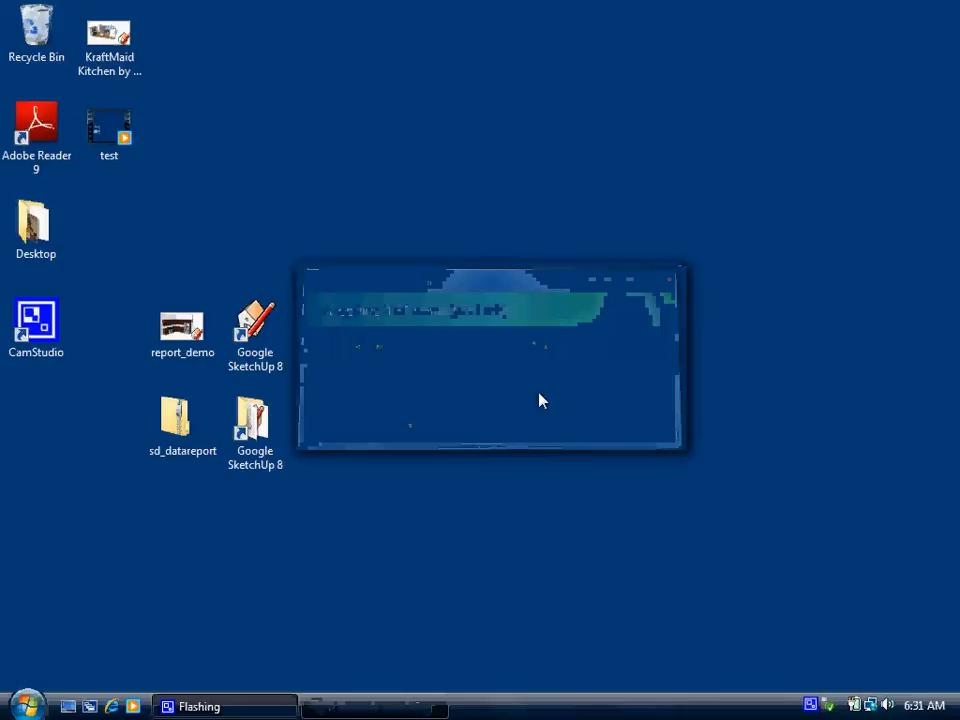 Recycle Bin
KraftMaid
Kitchen by ...
Adobe Reader
9
test
Desktop
CamStudio
report_demo
Google
SketchUp 8
sd_datareport
Google
SketchUp 8
Flashing
6:31 AM